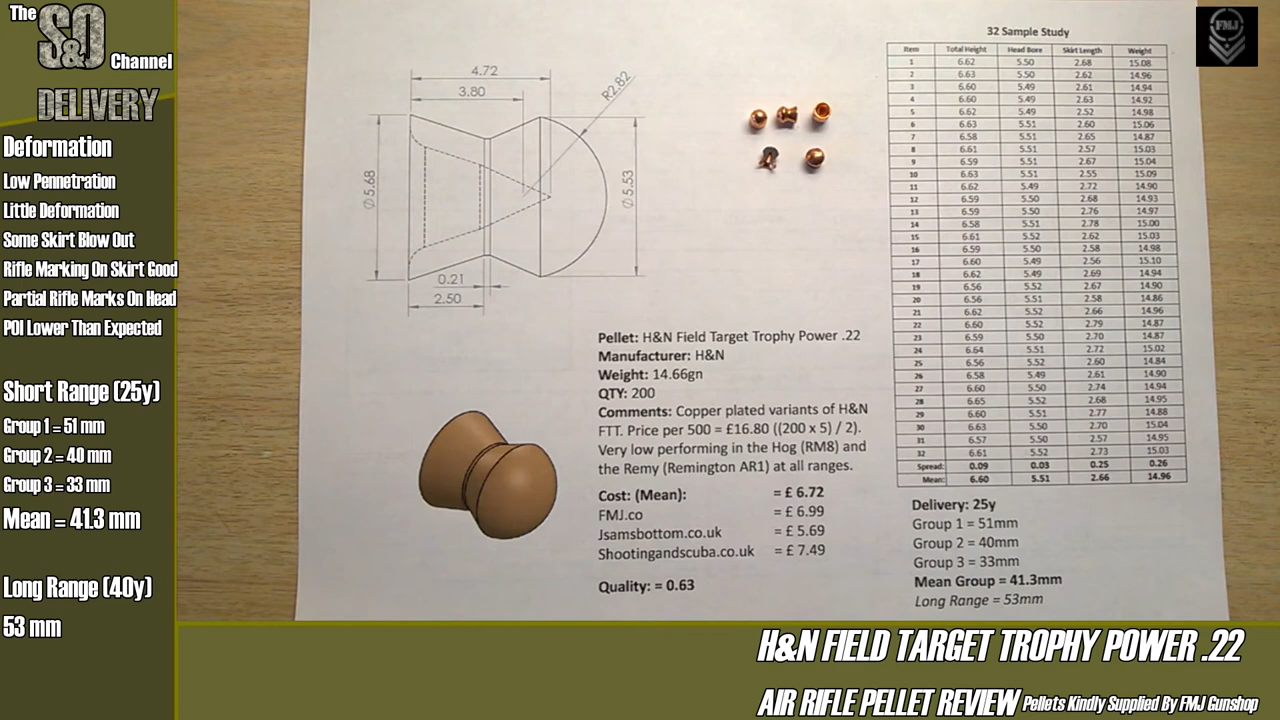 The
S&O
Channel
DELIVERY
Deformation
Low Pennetration
Little Deformation
Some Skirt Blow Out
Rifle Marking On Skirt Good
Partial Rifle Marks On Head
POI Lower Than Expected
Short Range (25y)
Group 1 = 51 mm
Group 2 = 40 mm
Group 3 = 33 mm
Mean = 41.3 mm
Long Range (40y)
53 mm
4.72
3.80
R2.82
Ø5.68
Ø5.53
0.21
2.50
Pellet: H&N Field Target Trophy Power .22
Manufacturer: H&N
Weight: 14.66gn
QTY: 200
Comments: Copper plated variants of H&N
FTT. Price per 500 = £16.80 ((200 x 5) / 2).
Very low performing in the Hog (RM8) and
the Remy (Remington AR1) at all ranges.
Cost: (Mean): = £ 6.72
FMJ.co = £ 6.99
Jsamsbottom.co.uk = £ 5.69
Shootingandscuba.co.uk = £ 7.49
Quality: = 0.63
32 Sample Study
Item Total Height Head Bore Skirt Length Weight
1 6.62 5.50 2.68 15.08
2 6.63 5.50 2.62 14.96
3 6.60 5.49 2.61 14.94
4 6.60 5.49 2.63 14.92
5 6.62 5.49 2.52 14.98
6 6.63 5.51 2.60 15.06
7 6.58 5.51 2.65 14.87
8 6.61 5.51 2.57 15.03
9 6.59 5.51 2.67 15.04
10 6.63 5.51 2.55 15.09
11 6.62 5.49 2.72 14.90
12 6.59 5.50 2.68 14.93
13 6.59 5.50 2.76 14.97
14 6.58 5.51 2.78 15.00
15 6.61 5.52 2.62 15.03
16 6.59 5.50 2.58 14.98
17 6.60 5.49 2.56 15.10
18 6.62 5.49 2.69 14.94
19 6.56 5.52 2.67 14.90
20 6.56 5.51 2.58 14.86
21 6.62 5.52 2.66 14.96
22 6.60 5.52 2.79 14.87
23 6.59 5.50 2.70 14.87
24 6.64 5.51 2.72 15.02
25 6.56 5.52 2.60 14.84
26 6.58 5.49 2.61 14.90
27 6.60 5.50 2.74 14.94
28 6.65 5.52 2.68 14.95
29 6.60 5.51 2.77 14.88
30 6.63 5.50 2.70 15.04
31 6.57 5.50 2.57 14.95
32 6.61 5.52 2.73 15.03
Spread: 0.09 0.03 0.25 0.26
Mean: 6.60 5.51 2.66 14.96
Delivery: 25y
Group 1 = 51mm
Group 2 = 40mm
Group 3 = 33mm
Mean Group = 41.3mm
Long Range = 53mm
FMJ
H&N FIELD TARGET TROPHY POWER .22
AIR RIFLE PELLET REVIEW Pellets Kindly Supplied By FMJ Gunshop